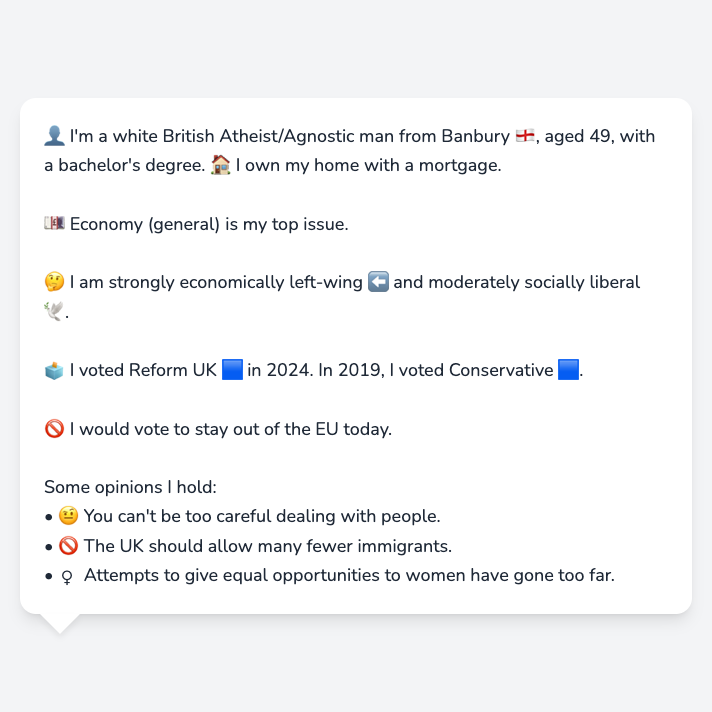 👤 I'm a white British Atheist/Agnostic man from Banbury 🏴󠁧󠁢󠁥󠁮󠁧󠁿, aged 49, with
a bachelor's degree. 🏠 I own my home with a mortgage.
💷 Economy (general) is my top issue.
🤔 I am strongly economically left-wing ⬅️ and moderately socially liberal
🕊️.
🗳️ I voted Reform UK 🟦 in 2024. In 2019, I voted Conservative 🟦.
🚫 I would vote to stay out of the EU today.
Some opinions I hold:
• 🤨 You can't be too careful dealing with people.
• 🚫 The UK should allow many fewer immigrants.
• ♀ Attempts to give equal opportunities to women have gone too far.